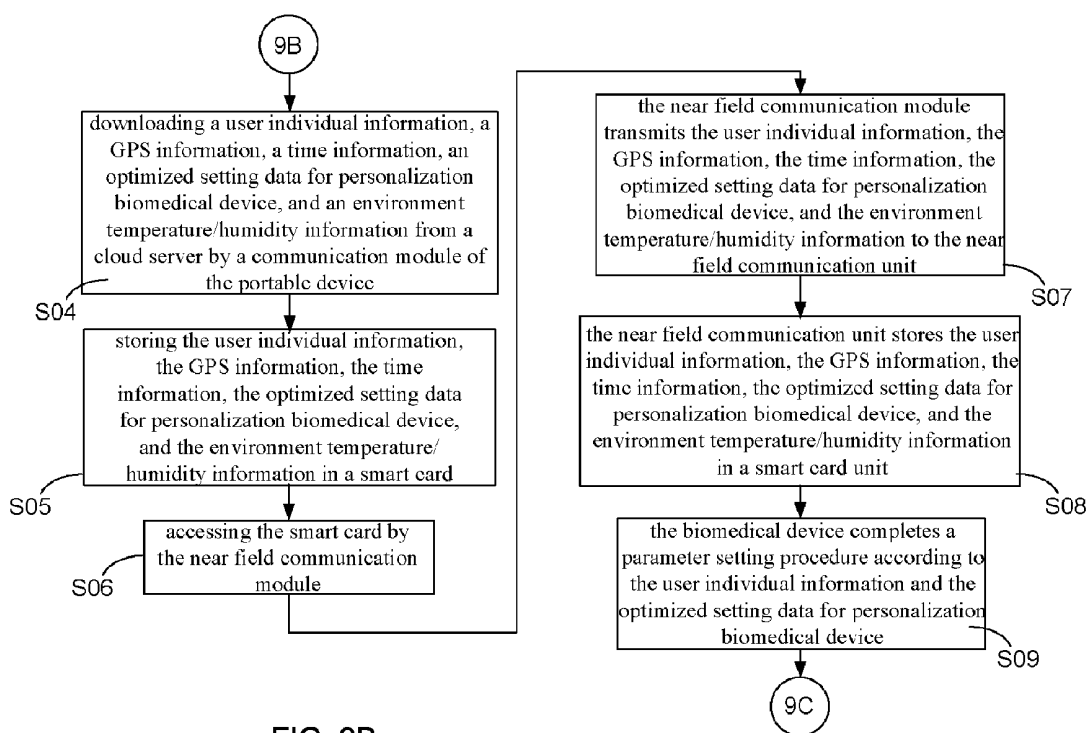 9B
downloading a user individual information, a
GPS information, a time information, an
optimized setting data for personalization
biomedical device, and an environment
temperature/humidity information from a
cloud server by a communication module of
the portable device
S04
storing the user individual information,
the GPS information, the time
information, the optimized setting data
for personalization biomedical device,
and the environment temperature/
humidity information in a smart card
S05
accessing the smart card by
the near field communication
module
S06
the near field communication module
transmits the user individual information, the
GPS information, the time information, the
optimized setting data for personalization
biomedical device, and the environment
temperature/humidity information to the near
field communication unit
S07
the near field communication unit stores the user
individual information, the GPS information, the
time information, the optimized setting data for
personalization biomedical device, and the
environment temperature/humidity information
in a smart card unit
S08
the biomedical device completes a
parameter setting procedure according to
the user individual information and the
optimized setting data for personalization
biomedical device
S09
9C